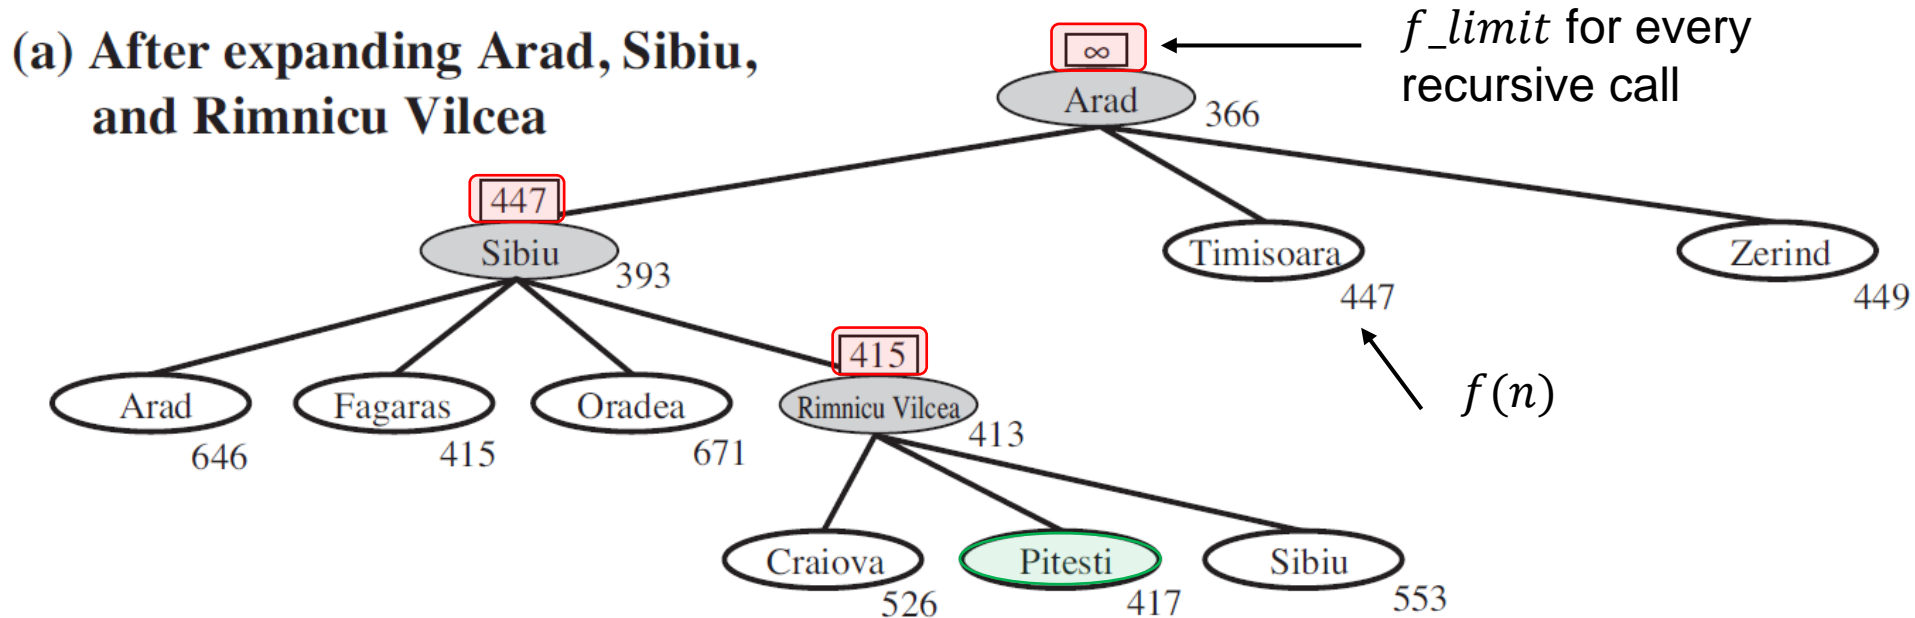 (a) After expanding Arad, Sibiu,
and Rimnicu Vilcea
∞
f_limit for every
recursive call
Arad
366
447
Sibiu
393
Timisoara
447
Zerind
449
f(n)
415
Arad
646
Fagaras
415
Oradea
671
Rimnicu Vilcea
413
Craiova
526
Pitesti
417
Sibiu
553